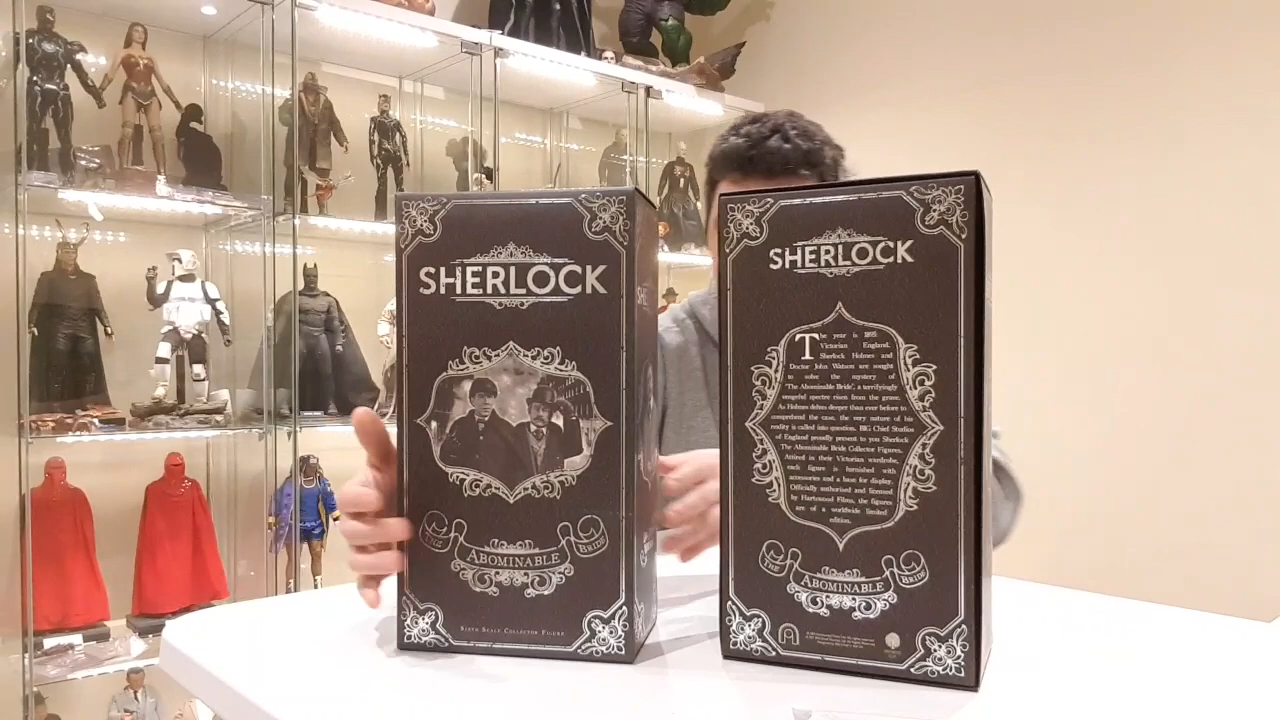 SHERLOCK
THE ABOMINABLE BRIDE
SIXTH SCALE COLLECTOR FIGURE
SHE
SHERLOCK
The year is 1895.
Victorian England.
Sherlock Holmes and
Doctor John Watson are sought
to solve the mystery of
'The Abominable Bride', a terrifyingly
vengeful spectre risen from the grave.
As Holmes delves deeper than ever before to
comprehend the case, the very nature of his
reality is called into question. BIG Chief Studios
of England proudly present to you Sherlock
The Abominable Bride Collector Figures.
Attired in their Victorian wardrobe,
each figure is furnished with
accessories and a base for display.
Officially authorised and licensed
by Hartswood Films, the figures
are of a worldwide limited
edition.
THE ABOMINABLE BRIDE